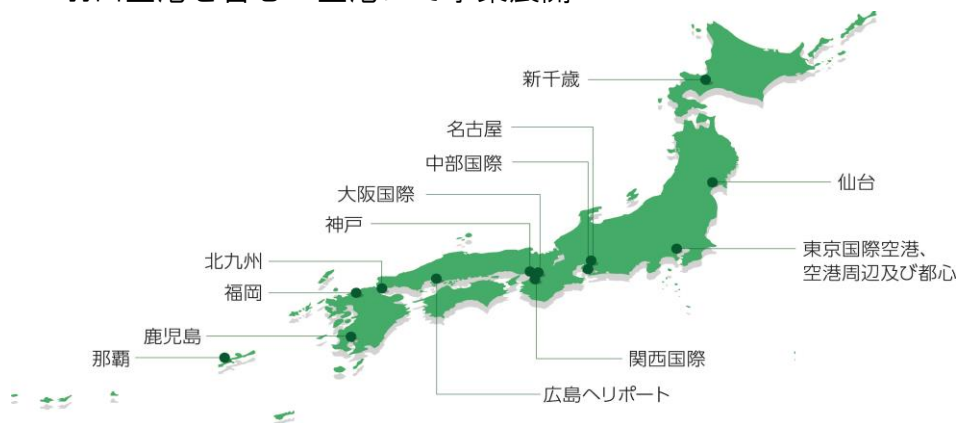 新千歳
名古屋
中部国際
大阪国際
神戸
仙台
東京国際空港、
空港周辺及び都心
北九州
福岡
鹿児島
那覇
関西国際
広島ヘリポート